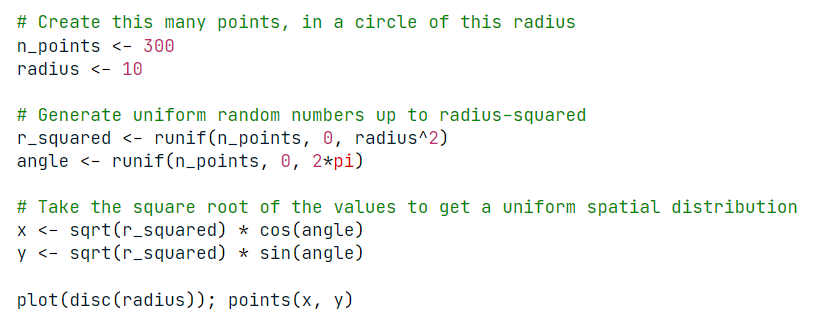 # Create this many points, in a circle of this radius
n_points <- 300
radius <- 10
# Generate uniform random numbers up to radius-squared
r_squared <- runif(n_points, 0, radius^2)
angle <- runif(n_points, 0, 2*pi)
# Take the square root of the values to get a uniform spatial distribution
x <- sqrt(r_squared) * cos(angle)
y <- sqrt(r_squared) * sin(angle)
plot(disc(radius)); points(x, y)